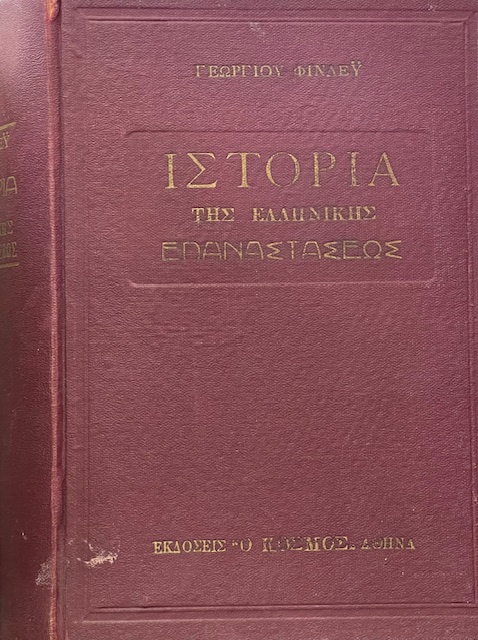 ΓΕΩΡΓΙΟΥ ΦΙΝΛΕΫ
ΙΣΤΟΡΙΑ
ΤΗΣ ΕΛΛΗΝΙΚΗΣ
ΕΠΑΝΑΣΤΑΣΕΩΣ
ΕΚΔΟΣΕΙΣ "Ο ΚΟΣΜΟΣ„ ΑΘΗΝΑ